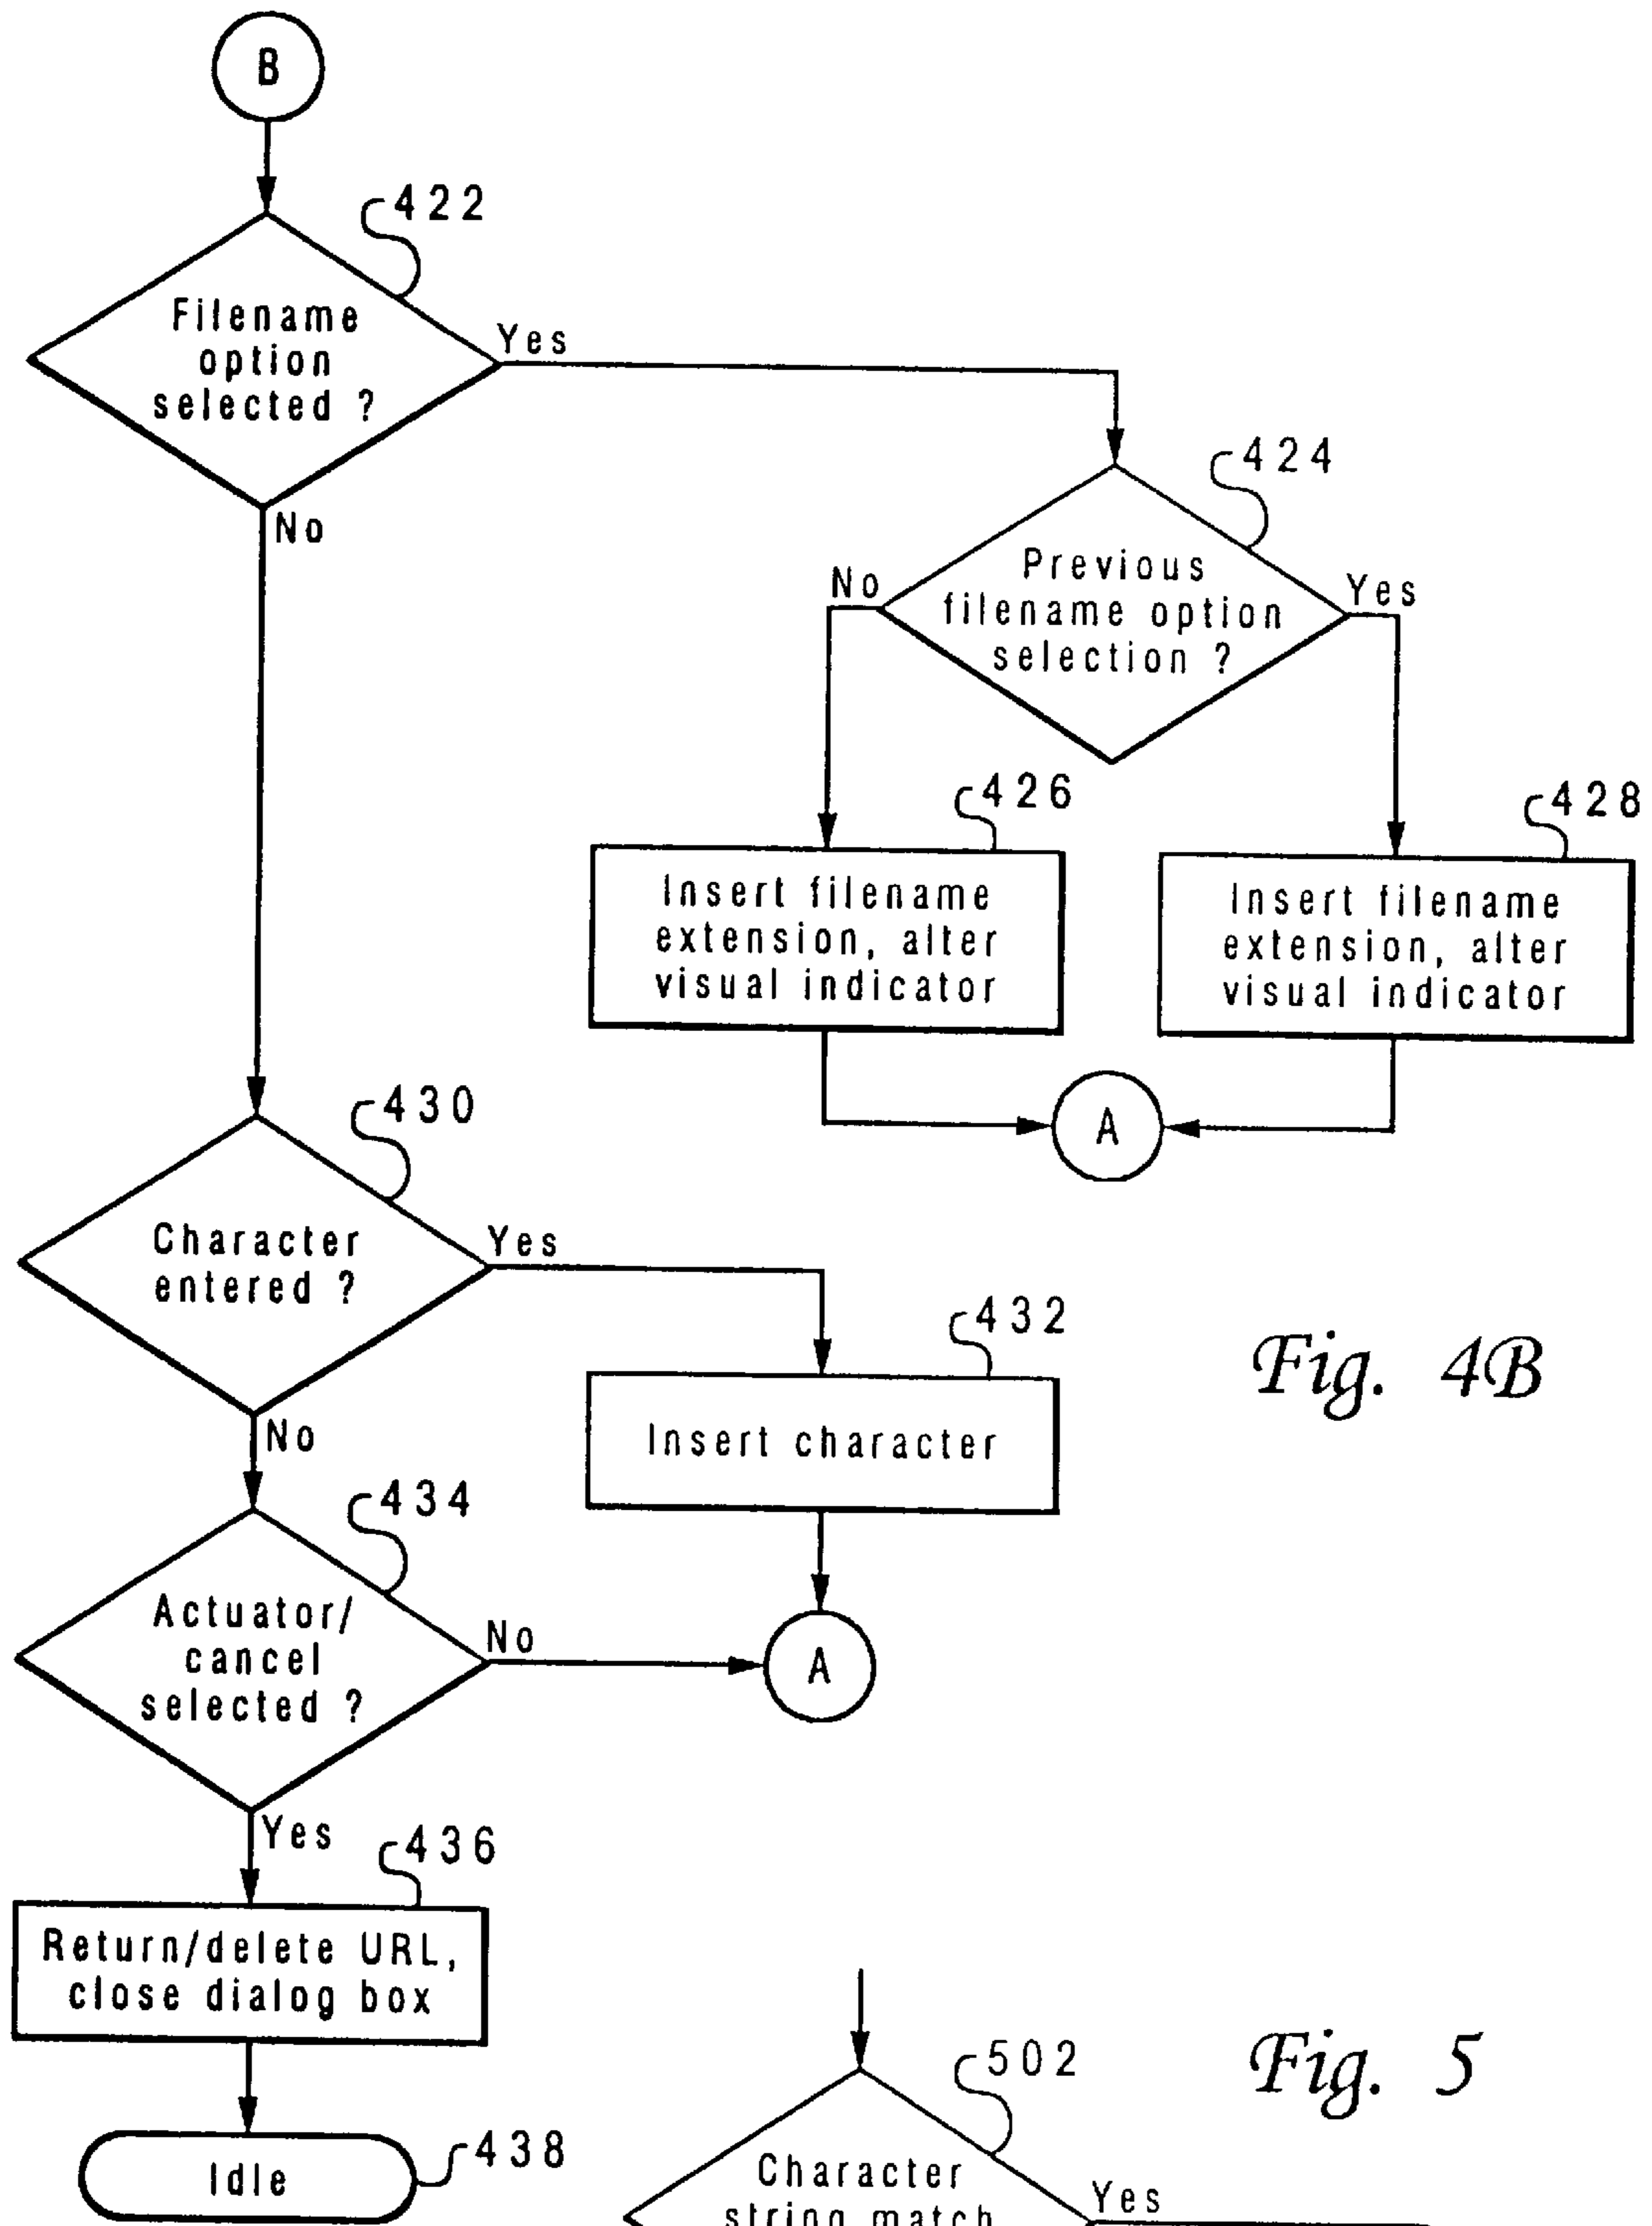 B
422
Filename
option
selected ?
Yes
No
424
Previous
filename option
selection ?
No
Yes
426
Insert filename
extension, alter
visual indicator
428
Insert filename
extension, alter
visual indicator
A
430
Character
entered ?
Yes
No
432
Insert character
Fig. 4B
434
Actuator/
cancel
selected ?
No
A
Yes
436
Return/delete URL,
close dialog box
438
Idle
Fig. 5
502
Character
string match
Yes